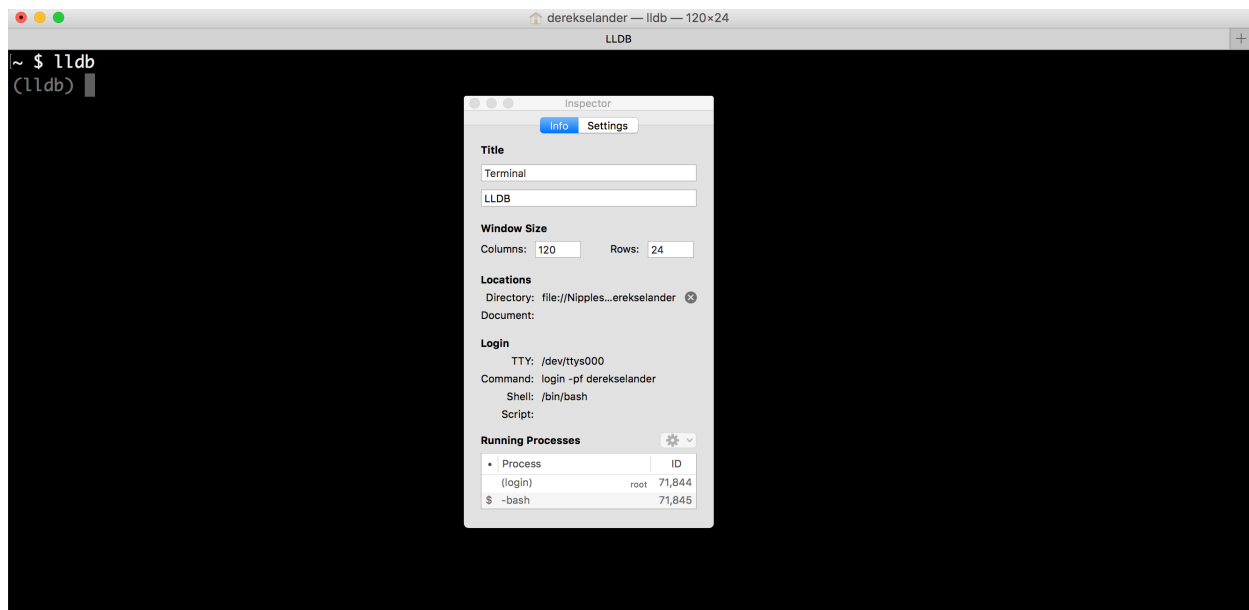 derekselander — lldb — 120×24
LLDB
~ $ lldb
(lldb)
Inspector
Info Settings
Title
Terminal
LLDB
Window Size
Columns: 120 Rows: 24
Locations
Directory: file://Nipples...erekselander
Document:
Login
TTY: /dev/ttys000
Command: login -pf derekselander
Shell: /bin/bash
Script:
Running Processes
• Process ID
(login) root 71,844
$ -bash 71,845